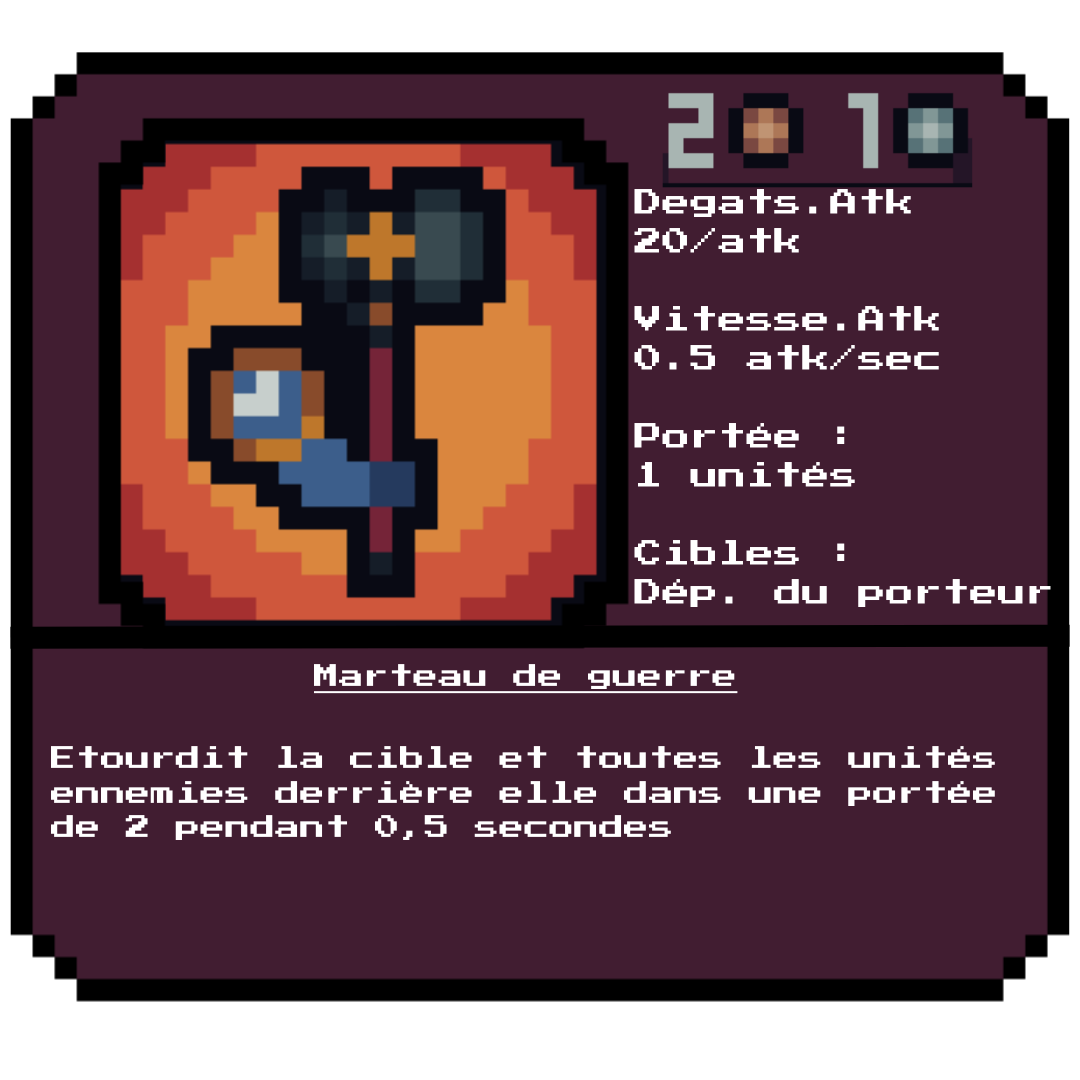 2 1
Degats.Atk
20/atk
Vitesse.Atk
0.5 atk/sec
Portée :
1 unités
Cibles :
Dép. du porteur
Marteau de guerre
Etourdit la cible et toutes les unités
ennemies derrière elle dans une portée
de 2 pendant 0,5 secondes